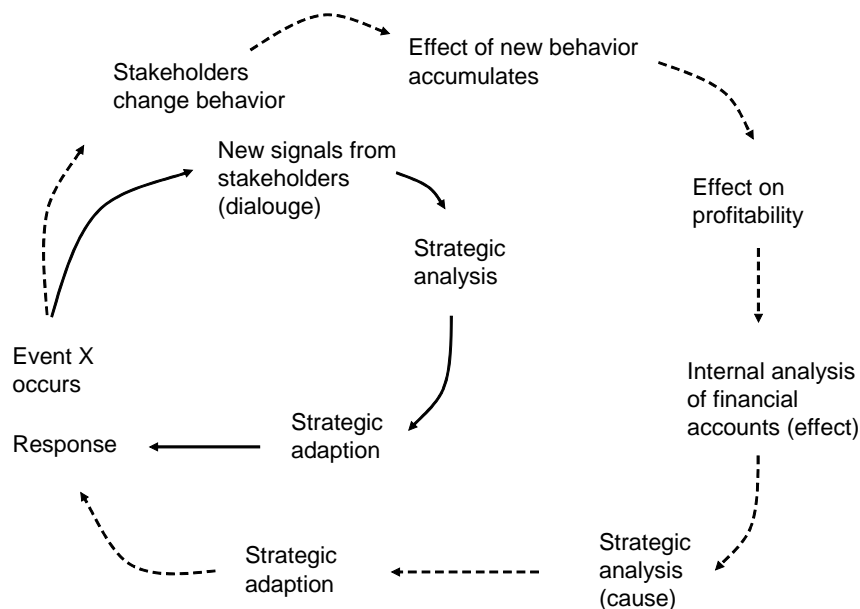 Stakeholders
change behavior
Effect of new behavior
accumulates
New signals from
stakeholders
(dialouge)
Effect on
profitability
Strategic
analysis
Event X
occurs
Internal analysis
of financial
accounts (effect)
Strategic
adaption
Response
Strategic
adaption
Strategic
analysis
(cause)